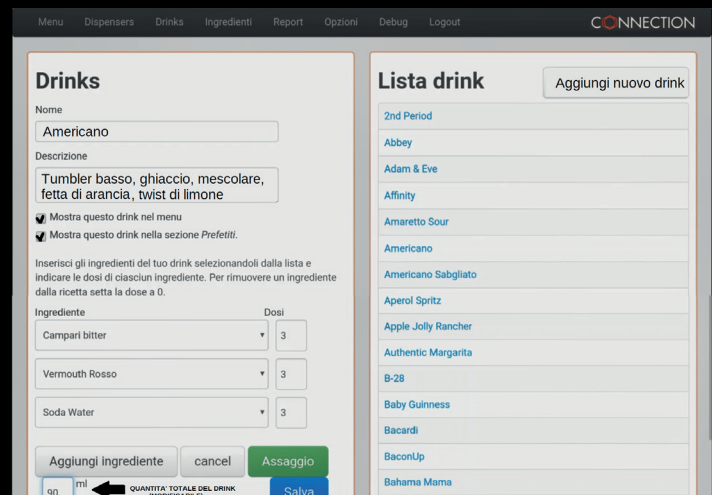 Menu Dispensers Drinks Ingredienti Report Opzioni Debug Logout CONNECTION
Drinks
Nome
Americano
Descrizione
Tumbler basso, ghiaccio, mescolare,
fetta di arancia, twist di limone
Mostra questo drink nel menu
Mostra questo drink nella sezione Prefetiti.
Inserisci gli ingredienti del tuo drink selezionandoli dalla lista e
indicare le dosi di ciasciun ingrediente. Per rimuovere un ingrediente
dalla ricetta setta la dose a 0.
Ingrediente Dosi
Campari bitter 3
Vermouth Rosso 3
Soda Water 3
Aggiungi ingrediente cancel Assaggio
90 ml QUANTITA' TOTALE DEL DRINK
(MODIFICABILE)
Salva
Lista drink Aggiungi nuovo drink
2nd Period
Abbey
Adam & Eve
Affinity
Amaretto Sour
Americano
Americano Sabgliato
Aperol Spritz
Apple Jolly Rancher
Authentic Margarita
B-28
Baby Guinness
Bacardi
BaconUp
Bahama Mama